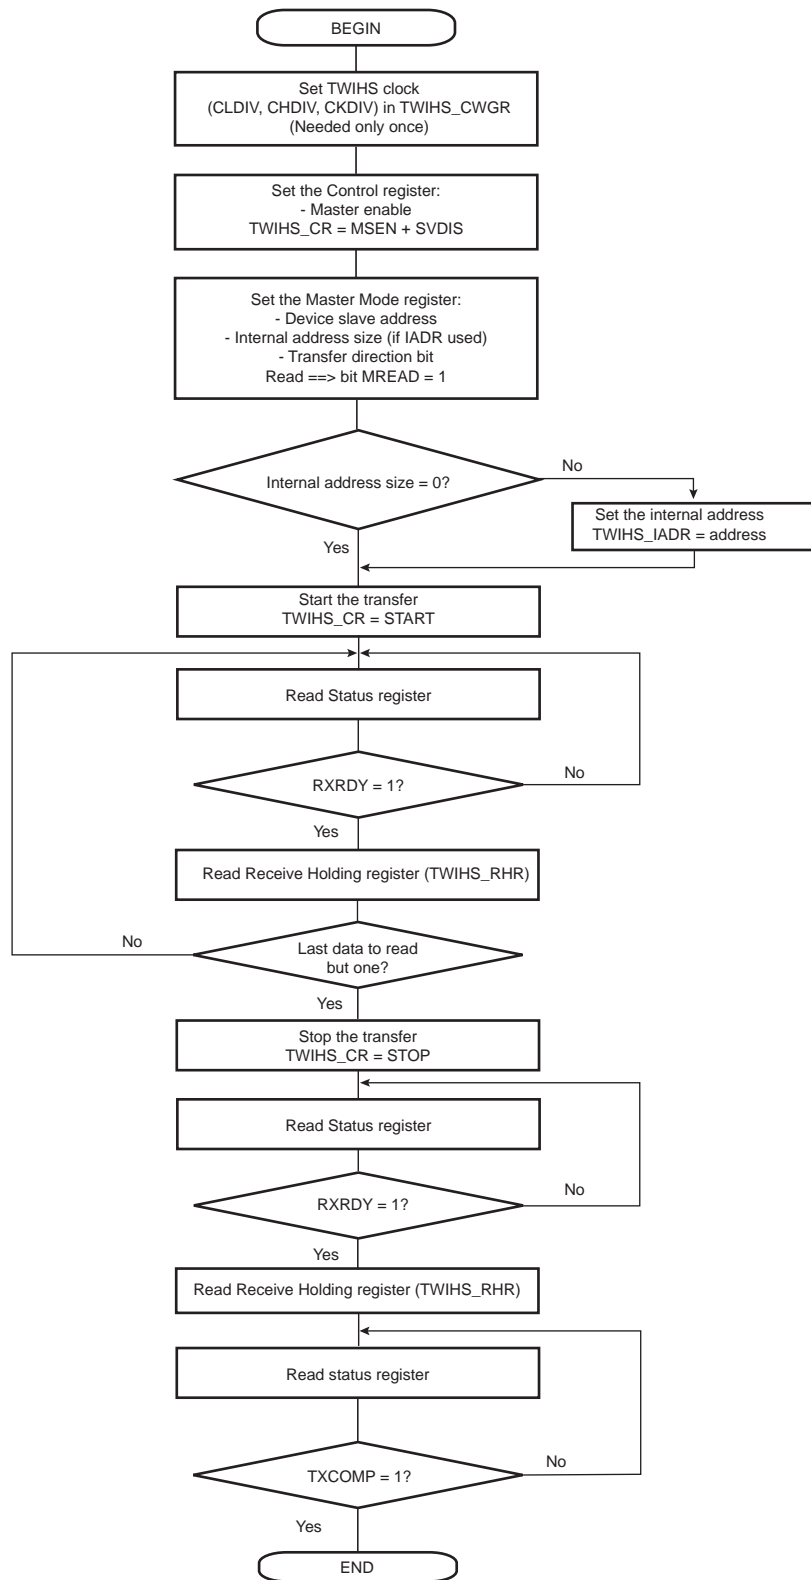 BEGIN
Set TWIHS clock
(CLDIV, CHDIV, CKDIV) in TWIHS_CWGR
(Needed only once)
Set the Control register:
- Master enable
TWIHS_CR = MSEN + SVDIS
Set the Master Mode register:
- Device slave address
- Internal address size (if IADR used)
- Transfer direction bit
Read ==> bit MREAD = 1
Internal address size = 0?
No
Set the internal address
TWIHS_IADR = address
Yes
Start the transfer
TWIHS_CR = START
Read Status register
RXRDY = 1?
No
Yes
Read Receive Holding register (TWIHS_RHR)
No
Last data to read
but one?
Yes
Stop the transfer
TWIHS_CR = STOP
Read Status register
RXRDY = 1?
No
Yes
Read Receive Holding register (TWIHS_RHR)
Read status register
TXCOMP = 1?
No
Yes
END